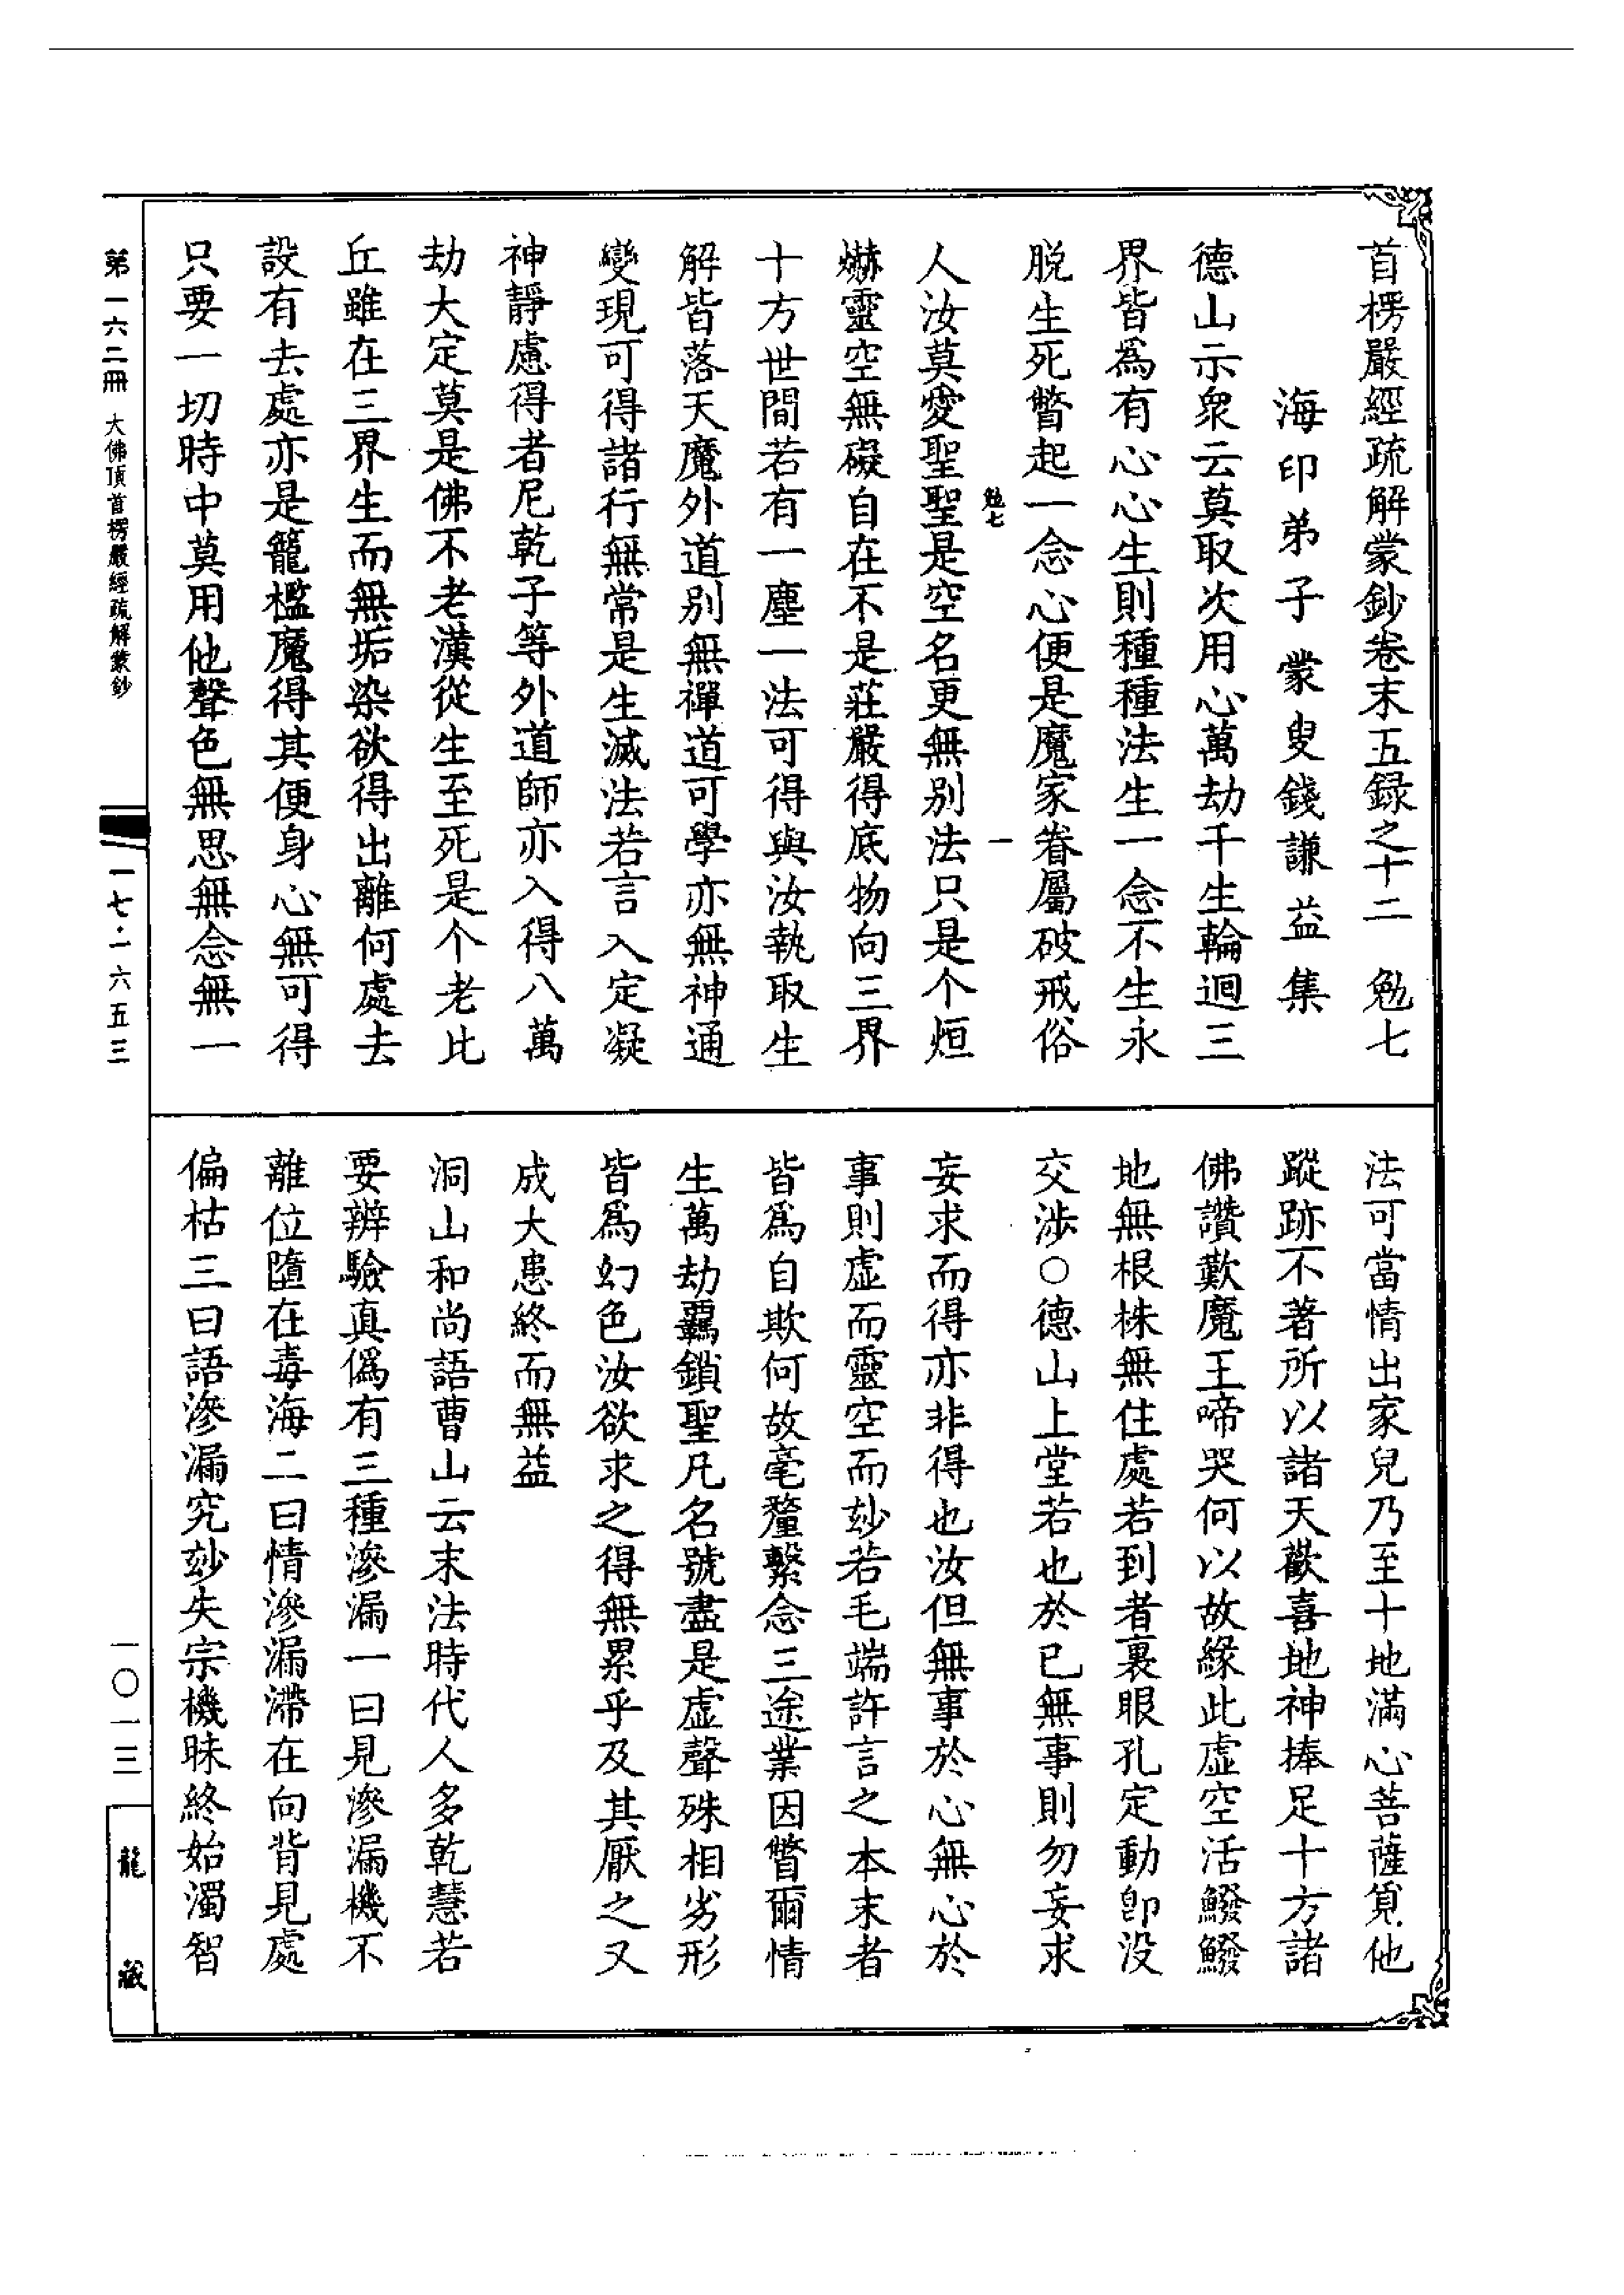 首楞嚴經疏解蒙鈔卷末五錄之十二　勉七
海印弟子蒙叟錢謙益集
德山示衆云莫取次用心萬劫千生輪迴三
界皆爲有心心生則種種法生一念不生永
脫生死瞥起一念心便是魔家眷屬破戒俗
勉七　一
人汝莫愛聖聖是空名更無別法只是个烜
爀靈空無礙自在不是莊嚴得底物向三界
十方世間若有一塵一法可得與汝執取生
解皆落天魔外道別無禪道可學亦無神通
變現可得諸行無常是生滅法若言入定凝
神靜慮得者尼乾子等外道師亦入得八萬
劫大定莫是佛不老漢從生至死是个老比
丘雖在三界生而無垢染欲得出離何處去
設有去處亦是籠檻魔得其便身心無可得
只要一切時中莫用他聲色無思無念無一
法可當情出家兒乃至十地滿心菩薩覓他
蹤跡不著所以諸天歡喜地神捧足十方諸
佛讚歎魔王啼哭何以故緣此虛空活鱍鱍
地無根株無住處若到者裏眼孔定動卽没
交涉○德山上堂若也於已無事則勿妄求
妄求而得亦非得也汝但無事於心無心於
事則虛而靈空而玅若毛端許言之本末者
皆爲自欺何故毫釐繫念三途業因瞥爾情
生萬劫羈鎖聖凡名號盡是虛聲殊相劣形
皆爲幻色汝欲求之得無累乎及其厭之又
成大患終而無益
洞山和尚語曹山云末法時代人多乾慧若
要辨驗真僞有三種滲漏一曰見滲漏機不
離位墮在毒海二曰情滲漏滯在向背見處
偏枯三曰語滲漏究玅失宗機昧終始濁智
第一六二冊　大佛頂首楞嚴經疏解蒙鈔
一七·一六五三
一〇一三
龍藏